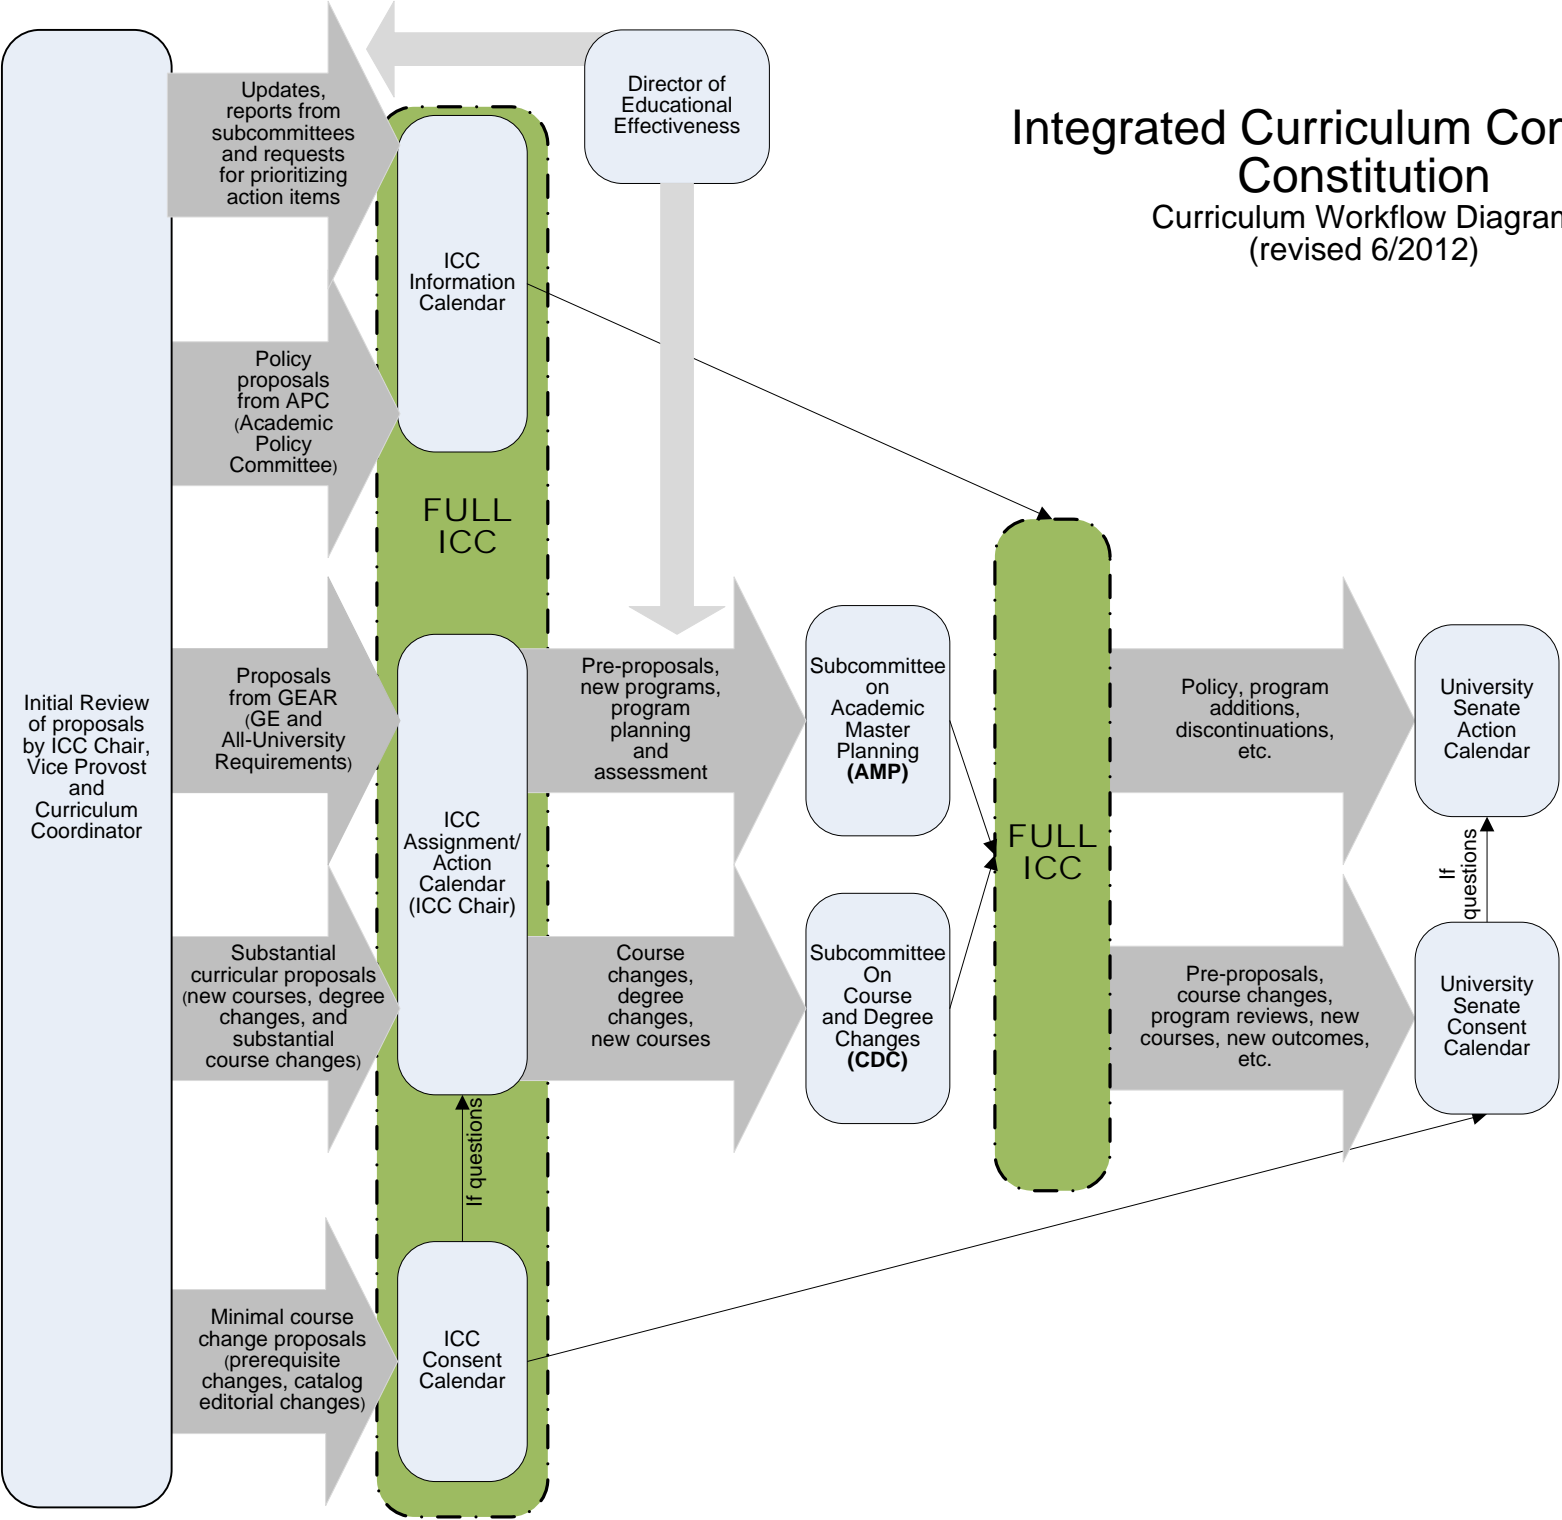 Integrated Curriculum
Constitution
Curriculum Workflow
(revised 6/2012)
Director of
Educational
Effectiveness
Initial Review
of proposals
by ICC Chair,
Vice Provost
and
Curriculum
Coordinator
Updates,
reports from
subcommittees
and requests
for prioritizing
action items
Policy
proposals
from APC
(Academic
Policy
Committee)
Proposals
from GEAR
(GE and
All-University
Requirements)
Substantial
curricular proposals
(new courses, degree
changes, and
substantial
course changes)
Minimal course
change proposals
(prerequisite
changes, catalog
editorial changes)
ICC
Information
Calendar
FULL
ICC
ICC
Assignment/
Action
Calendar
(ICC Chair)
If questions
ICC
Consent
Calendar
Pre-proposals,
new programs,
program
planning
and
assessment
Course
changes,
degree
changes,
new courses
Subcommittee
on
Academic
Master
Planning
(AMP)
Subcommittee
On
Course
and Degree
Changes
(CDC)
FULL
ICC
Policy, program
additions,
discontinuations,
etc.
Pre-proposals,
course changes,
program reviews, new
courses, new outcomes,
etc.
University
Senate
Action
Calendar
If
questions
University
Senate
Consent
Calendar